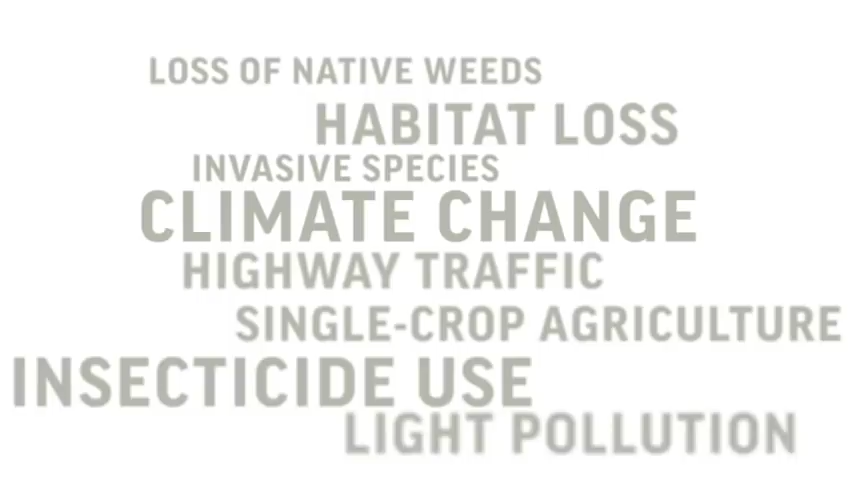 LOSS OF NATIVE WEEDS
HABITAT LOSS
INVASIVE SPECIES
CLIMATE CHANGE
HIGHWAY TRAFFIC
SINGLE-CROP AGRICULTURE
INSECTICIDE USE
LIGHT POLLUTION